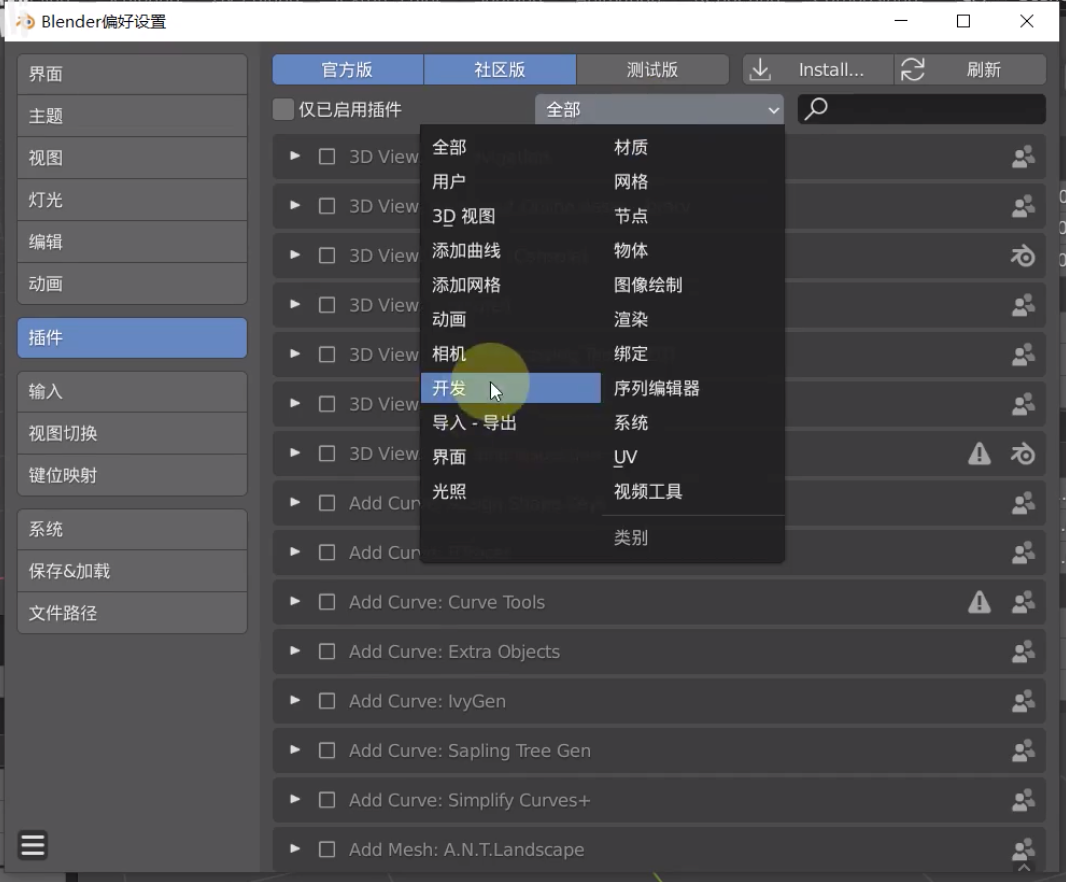 Blender偏好设置
界面
主题
视图
灯光
编辑
动画
插件
输入
视图切换
键位映射
系统
保存&加载
文件路径
官方版 社区版 测试版 Install... 刷新
仅已启用插件 全部
全部 材质
用户 网格
3D 视图 节点
添加曲线 物体
添加网格 图像绘制
动画 渲染
相机 绑定
开发 序列编辑器
导入 - 导出 系统
界面 UV
光照 视频工具
类别
3D View
3D View
3D View
3D View
3D View
3D View
3D View
Add Cur
Add Cur
Add Curve: Curve Tools
Add Curve: Extra Objects
Add Curve: IvyGen
Add Curve: Sapling Tree Gen
Add Curve: Simplify Curves+
Add Mesh: A.N.T.Landscape